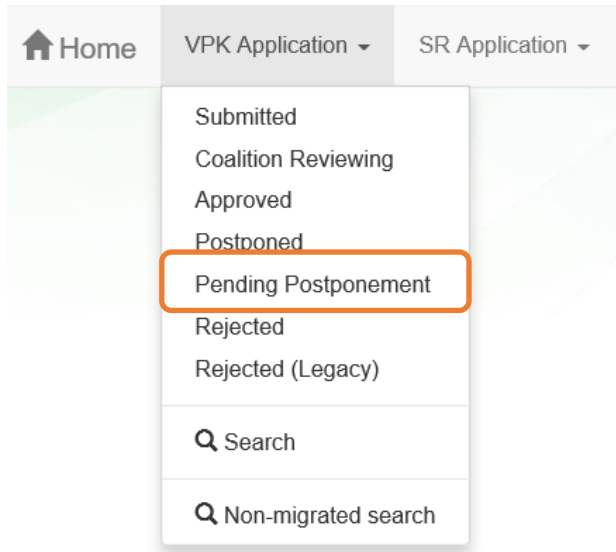 Home VPK Application SR Application
Submitted
Coalition Reviewing
Approved
Postponed
Pending Postponement
Rejected
Rejected (Legacy)
Search
Non-migrated search